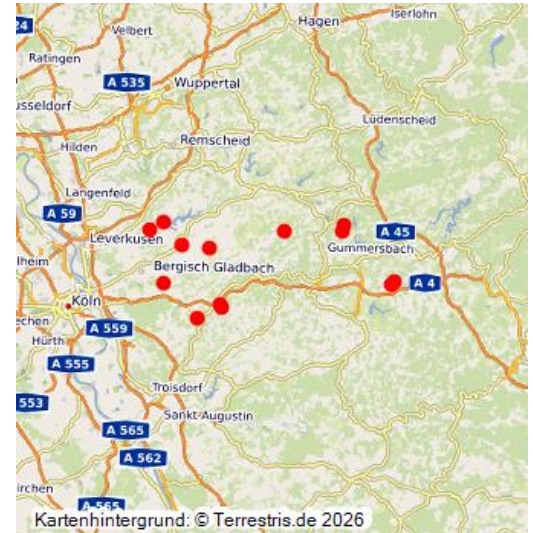 24
Velbert
Hagen
Iserlohn
Ratingen
A 535
Wuppertal
usseldorf
Lüdenscheid
Remscheid
Hilden
Langenfeld
A 59
Leverkusen
A 45
Gummersbach
lheim
Bergisch Gladbach
A 4
Köln
echen
A 559
Hürth
A 555
Troisdorf
553
Sankt Augustin
A 565
A 562
irchen
A 565
Kartenhintergrund: © Terrestris.de 2026